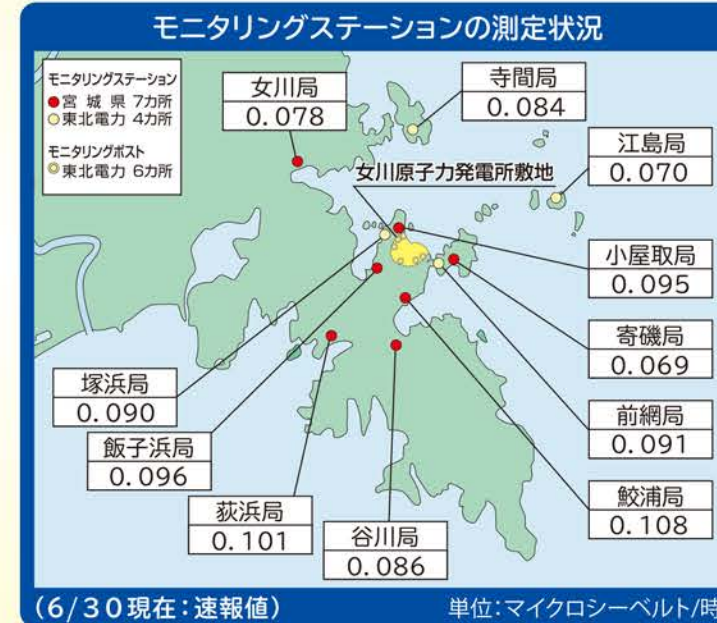 モニタリングステーションの測定状況
モニタリングステーション
宮城県 7カ所
東北電力 4カ所
モニタリングポスト
東北電力 6カ所
女川局
0.078
寺間局
0.084
江島局
0.070
女川原子力発電所敷地
小屋取局
0.095
寄磯局
0.069
前網局
0.091
鮫浦局
0.108
塚浜局
0.090
飯子浜局
0.096
荻浜局
0.101
谷川局
0.086
(6/30現在:速報値)
単位:マイクロシーベルト/時